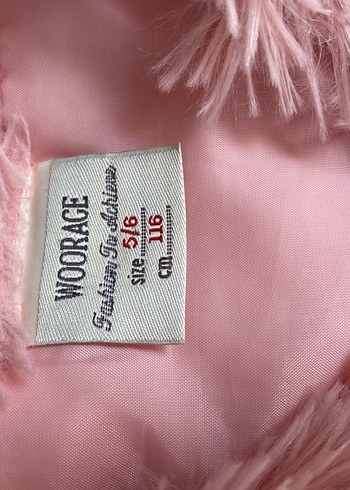 WOORAGE
Fashion To Achieve
size 5/6
cm 116